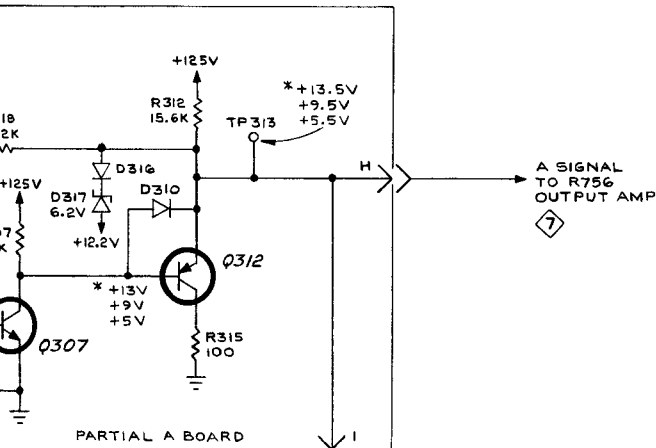 +125V
R312
15.6K
TP313
* +13.5V
+9.5V
+5.5V
18
2K
+125V
D316
D317
6.2V
D310
+12.2V
H
A SIGNAL
TO R756
OUTPUT AMP
7
7
K
Q312
* +13V
+9V
+5V
Q307
R315
100
PARTIAL A BOARD
I